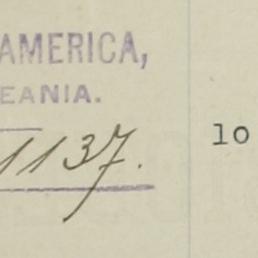 AMERICA,
EANIA.
1137.
lo